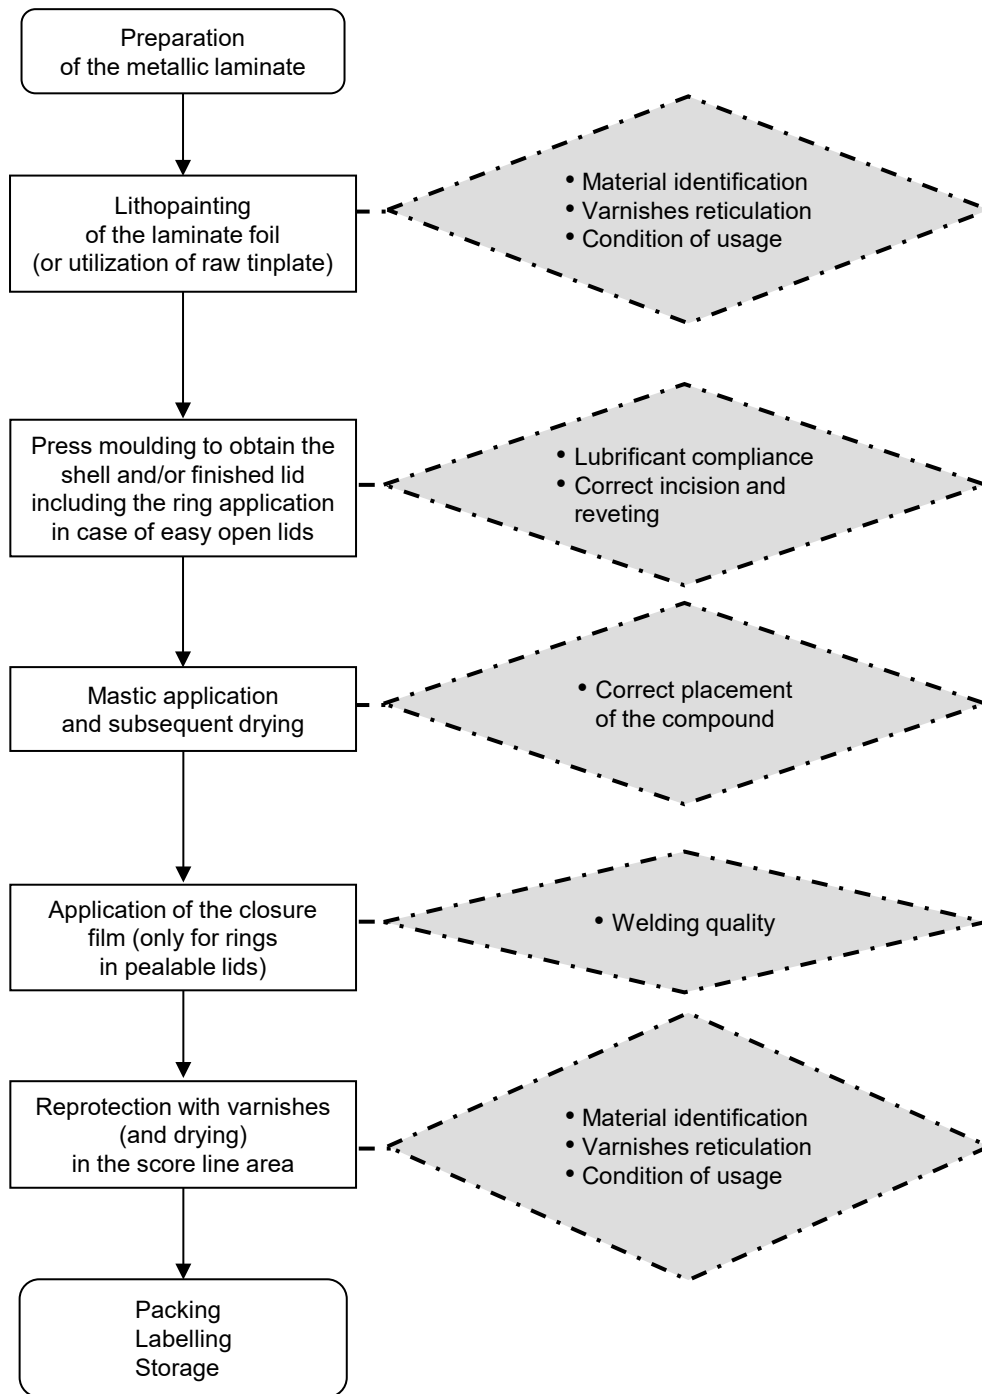 Preparation
of the metallic laminate
Lithopainting
of the laminate foil
(or utilization of raw tinplate)
• Material identification
• Varnishes reticulation
• Condition of usage
Press moulding to obtain the
shell and/or finished lid
including the ring application
in case of easy open lids
• Lubrificant compliance
• Correct incision and
reveting
Mastic application
and subsequent drying
• Correct placement
of the compound
Application of the closure
film (only for rings
in pealable lids)
• Welding quality
Reprotection with varnishes
(and drying)
in the score line area
• Material identification
• Varnishes reticulation
• Condition of usage
Packing
Labelling
Storage